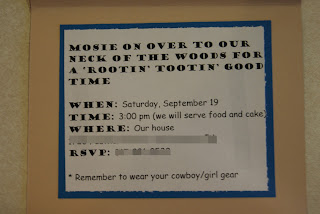 MOSIE ON OVER TO OUR
NECK OF THE WOODS FOR
A 'ROOTIN' TOOTIN' GOOD
TIME
WHEN: Saturday, September 19
TIME: 3:00 pm (we will serve food and cake)
WHERE: Our house
RSVP:
* Remember to wear your cowboy/girl gear